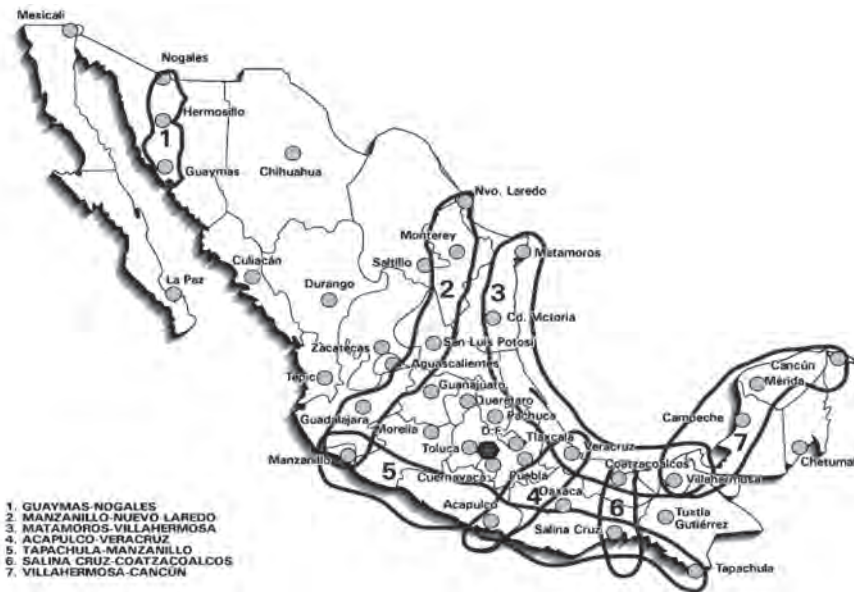 Mexicali
Nogales
Hermosillo
1
Guaymas
Chihuahua
Nvo. Laredo
Monterey
Matamoros
Saltillo
Culiacán
2
3
La Paz
Durango
Cd. Victoria
Zacatecas
San Luis Potosí
Aguascalientes
Cancún
Tepic
Guanajuato
Mérida
Querétaro
Guadalajara
Pachuca
Campeche
Morelia
D.F.
Tlaxcala
Veracruz
7
Toluca
Chetumal
Manzanillo
Coatzacoalcos
5
Cuernavaca
Puebla
Villahermosa
4
Oaxaca
Acapulco
6
Tuxtla
Gutiérrez
Salina Cruz
Tapachula
1. GUAYMAS-NOGALES
2. MANZANILLO-NUEVO LAREDO
3. MATAMOROS-VILLAHERMOSA
4. ACAPULCO-VERACRUZ
5. TAPACHULA-MANZANILLO
6. SALINA CRUZ-COATZACOALCOS
7. VILLAHERMOSA-CANCÚN